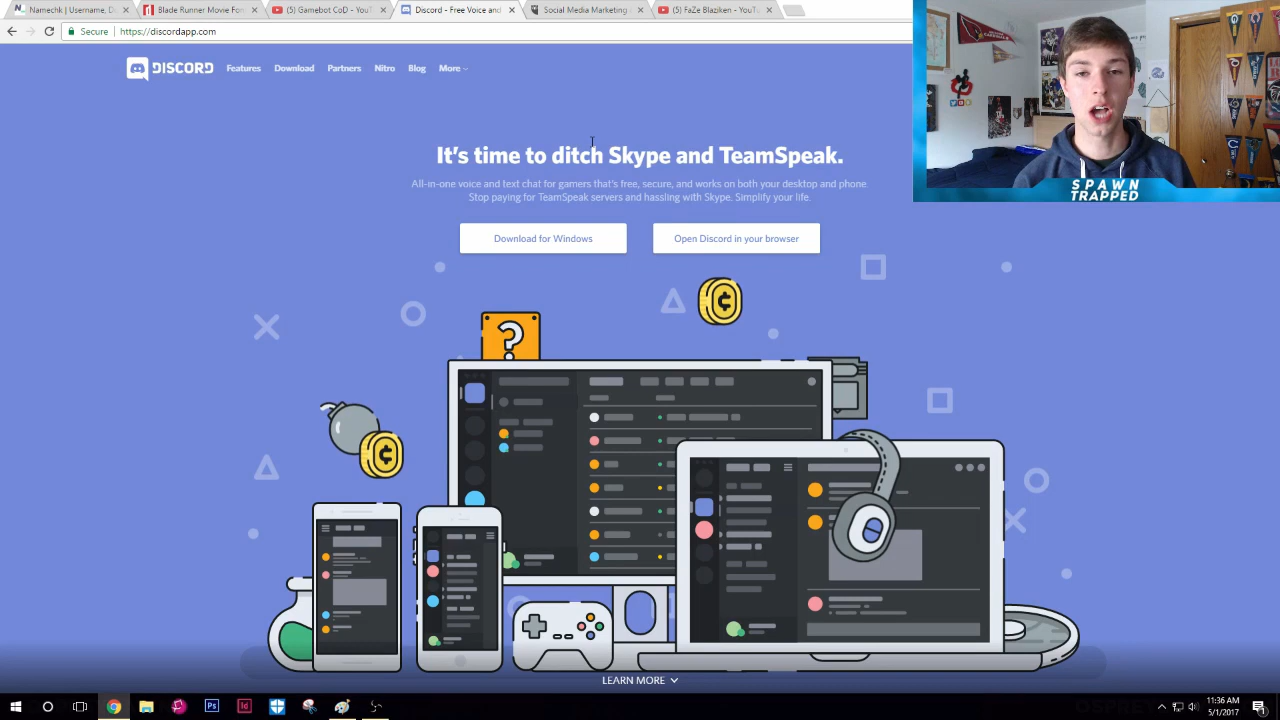 Namechk | Username, D
Blade Runner Movie Fon
(5) Gamebot CoD - YouT
Discord - Free Voice and
Social Media Marketing
(5) FaZe Blaziken - YouTu
Secure | https://discordapp.com
DISCORD
Features
Download
Partners
Nitro
Blog
More
It's time to ditch Skype and TeamSpeak.
All-in-one voice and text chat for gamers that's free, secure, and works on both your desktop and phone
Stop paying for TeamSpeak servers and hassling with Skype. Simplify your life.
Download for Windows
Open Discord in your browser
SPAWN
TRAPPED
?
LEARN MORE
Ps
Id
11:36 AM
5/1/2017